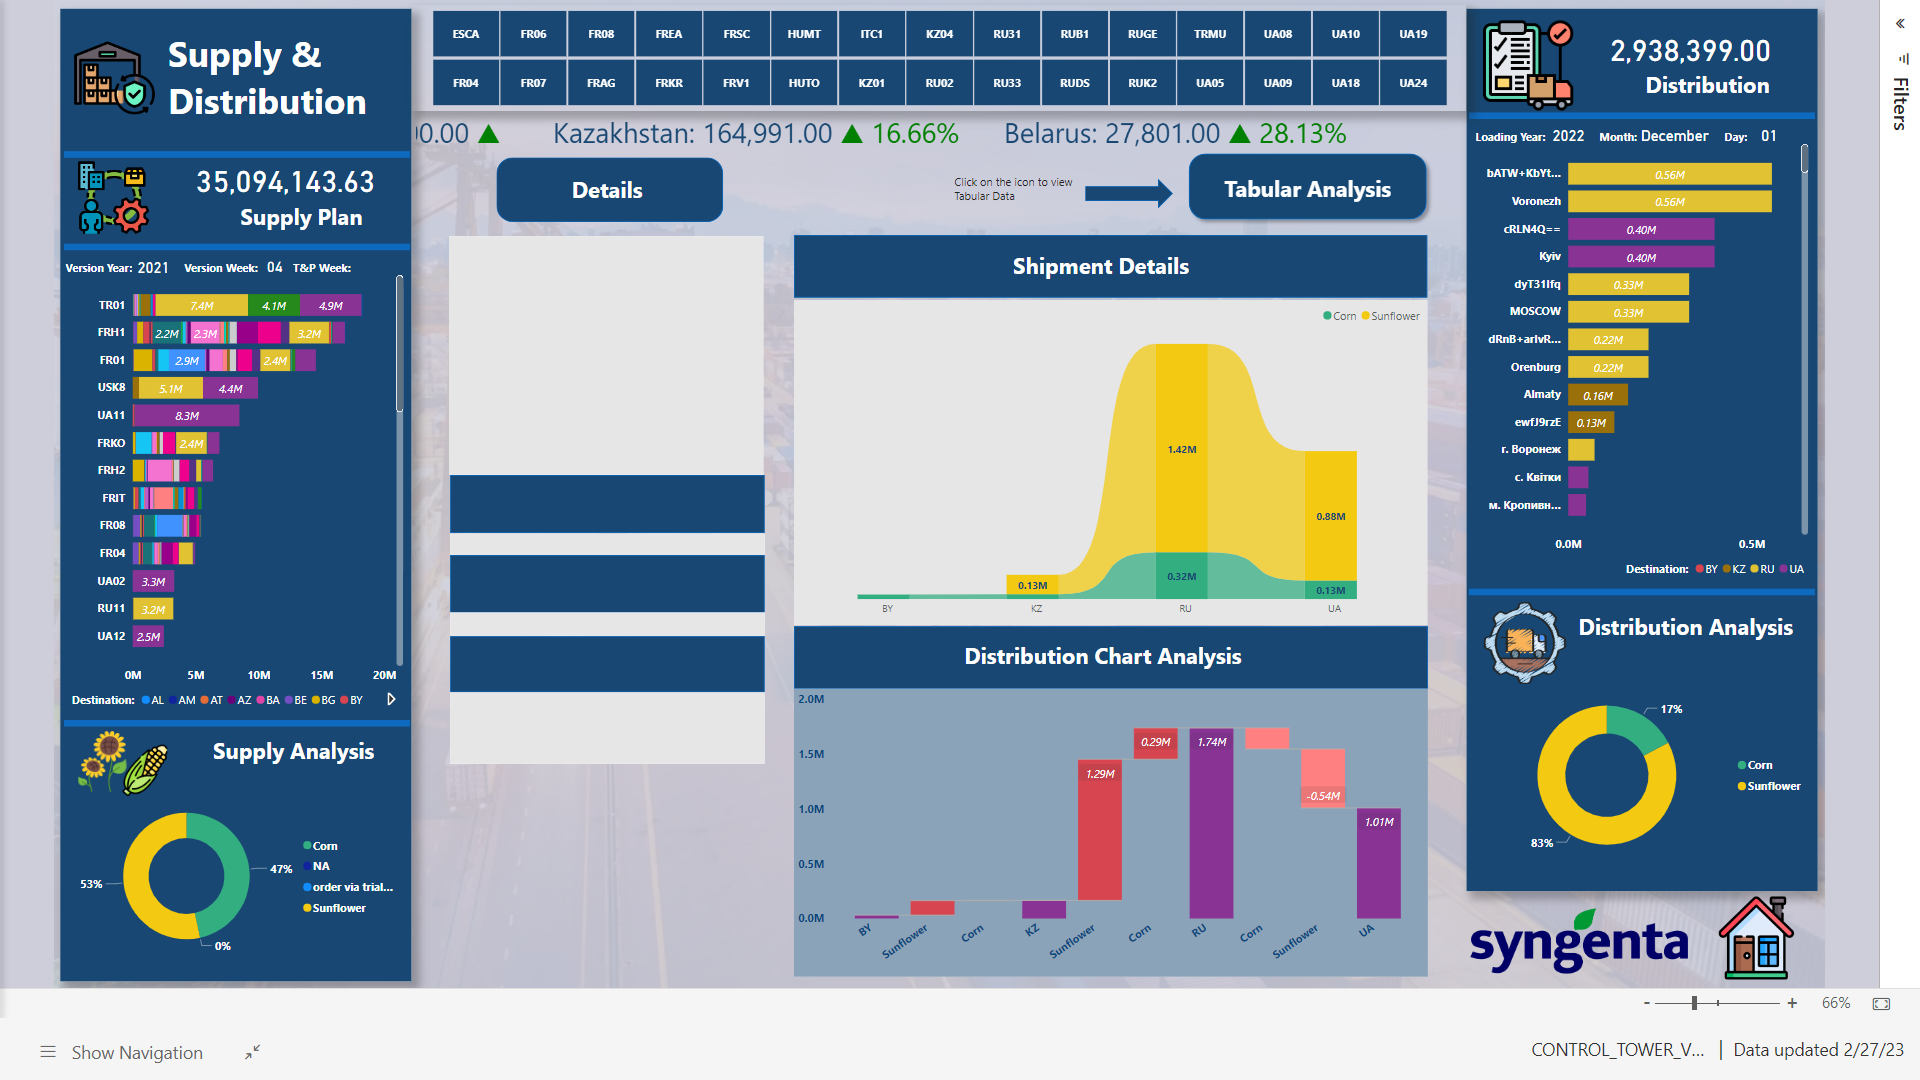 Supply &
Distribution
35,094,143.63
Supply Plan
Version Year: 2021 Version Week: 04 T&P Week:
TR01 7.4M 4.1M 4.9M
FRH1 2.2M 2.3M 3.2M
FR01 2.9M 2.4M
USK8 5.1M 4.4M
UA11 8.3M
FRKO 2.4M
FRH2
FRIT
FR08
FR04
UA02 3.3M
RU11 3.2M
UA12 2.5M
0M 5M 10M 15M 20M
Destination: AL AM AT AZ BA BE BG BY
Supply Analysis
Corn
NA
order via trial...
Sunflower
47%
53%
0%
ESCA FR06 FR08 FREA FRSC HUMT ITC1 KZ04 RU31 RUB1 RUGE TRMU UA08 UA10 UA19
FR04 FR07 FRAG FRKR FRV1 HUTO KZ01 RU02 RU33 RUDS RUK2 UA05 UA09 UA18 UA24
00.00 ▲ Kazakhstan: 164,991.00 ▲ 16.66% Belarus: 27,801.00 ▲ 28.13%
Details
Click on the icon to view
Tabular Data
Tabular Analysis
Shipment Details
Corn Sunflower
1.42M
0.88M
0.13M
0.32M
0.13M
BY KZ RU UA
Distribution Chart Analysis
2.0M
1.5M
1.0M
0.5M
0.0M
1.29M
0.29M
1.74M
-0.54M
1.01M
BY Sunflower Corn KZ Sunflower Corn RU Corn Sunflower UA
2,938,399.00
Distribution
Loading Year: 2022 Month: December Day: 01
bATW+KbYt... 0.56M
Voronezh 0.56M
cRLN4Q== 0.40M
Kyiv 0.40M
dyT31lfq 0.33M
MOSCOW 0.33M
dRnB+arlvR... 0.22M
Orenburg 0.22M
Almaty 0.16M
ewfJ9rzE 0.13M
г. Воронеж
с. Квітки
м. Кропивн...
0.0M 0.5M
Destination: BY KZ RU UA
Distribution Analysis
17%
83%
Corn
Sunflower
syngenta
«
Filters
- + 66%
Show Navigation
CONTROL_TOWER_V... | Data updated 2/27/23